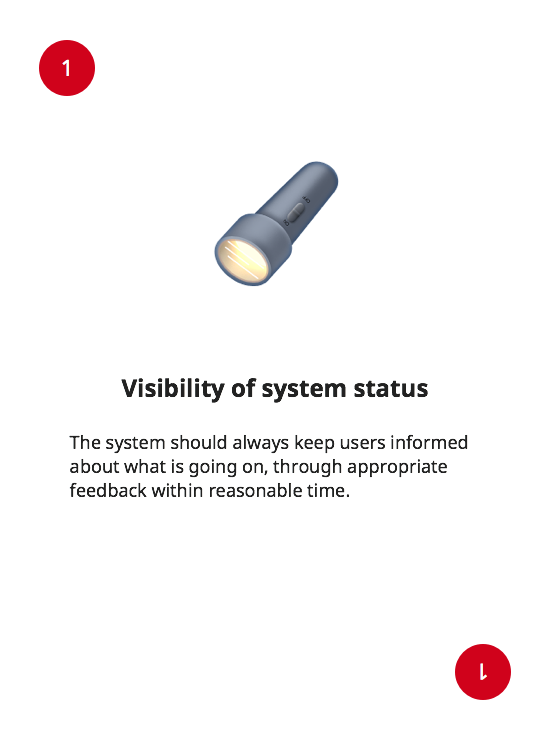 1
Visibility of system status
The system should always keep users informed
about what is going on, through appropriate
feedback within reasonable time.
1